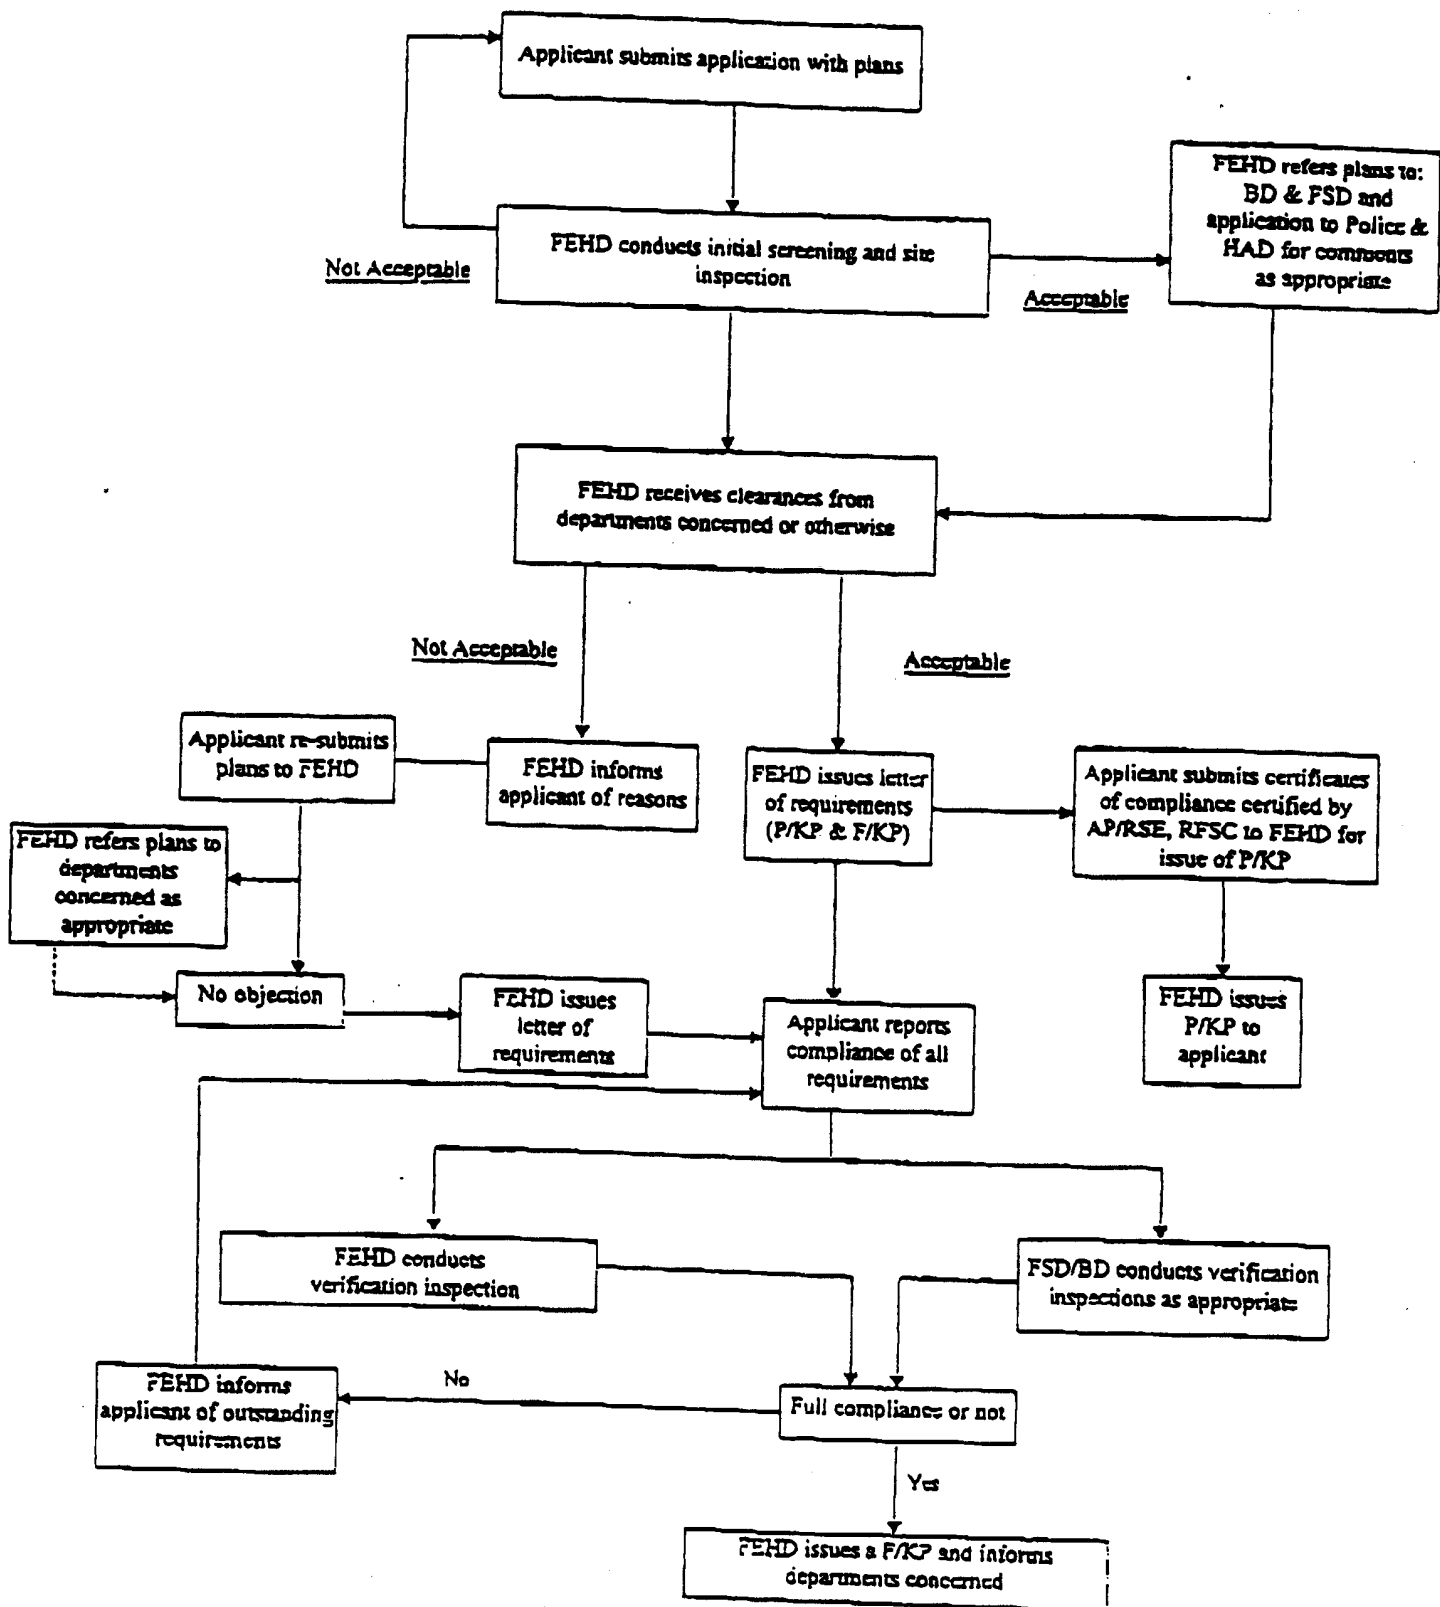 Applicant submits application with plans
FEHD refers plans to:
BD & FSD and
application to Police &
HAD for comments
as appropriate
FEHD conducts initial screening and site
inspection
Not Acceptable
Acceptable
FEHD receives clearances from
departments concerned or otherwise
Not Acceptable
Acceptable
Applicant re-submits
plans to FEHD
FEHD informs
applicant of reasons
FEHD issues letter
of requirements
(P/KP & F/KP)
Applicant submits certificates
of compliance certified by
AP/RSE, RFSC to FEHD for
issue of P/KP
FEHD refers plans to
departments
concerned as
appropriate
No objection
FEHD issues
letter of
requirements
Applicant reports
compliance of all
requirements
FEHD issues
P/KP to
applicant
FEHD conducts
verification inspection
FSD/BD conducts verification
inspections as appropriate
FEHD informs
applicant of outstanding
requirements
No
Full compliance or not
Yes
FEHD issues a F/KP and informs
departments concerned